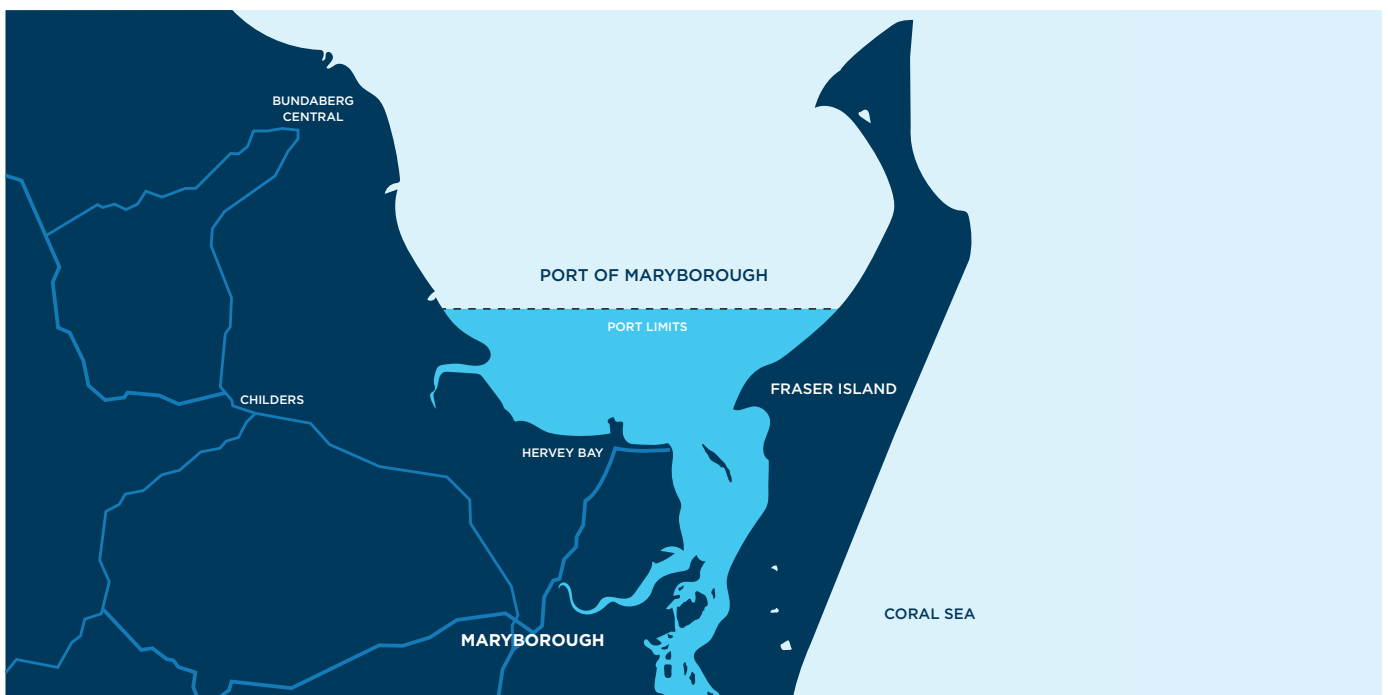 BUNDABERG
CENTRAL
PORT OF MARYBOROUGH
PORT LIMITS
FRASER ISLAND
CHILDERS
HERVEY BAY
CORAL SEA
MARYBOROUGH